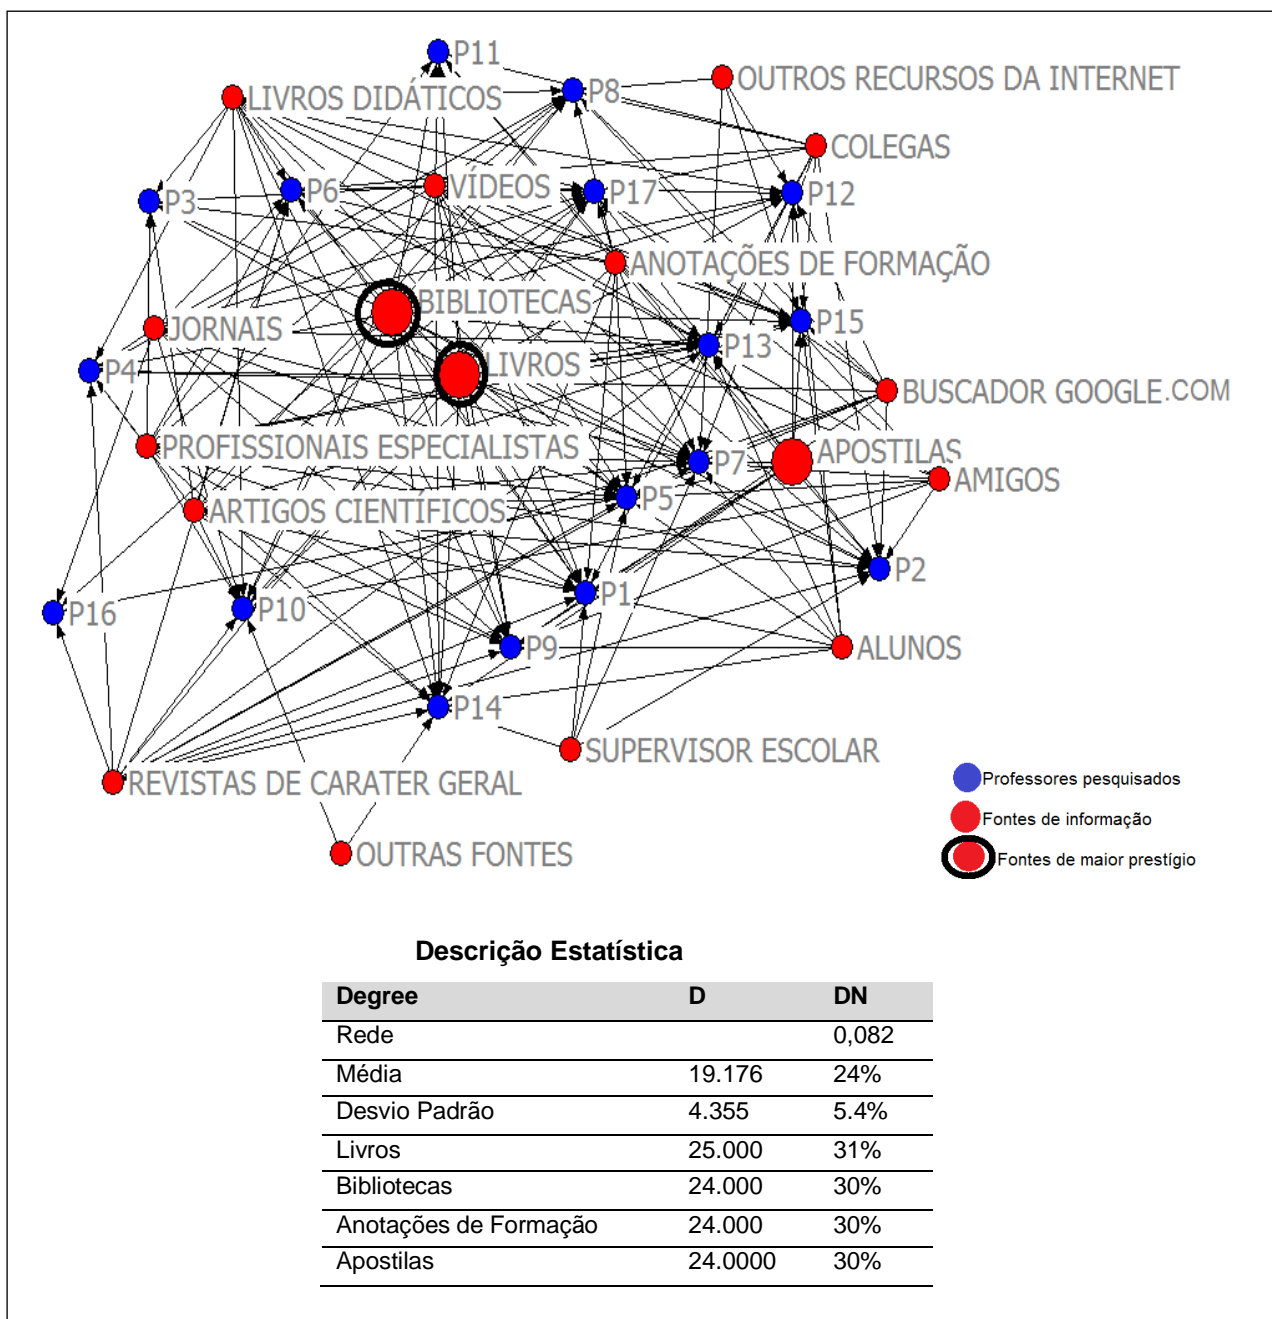 P11
OUTROS RECURSOS DA INTERNET
LIVROS DIDÁTICOS
P8
COLEGAS
P3
P6
VÍDEOS
P17
P12
ANOTAÇÕES DE FORMAÇÃO
BIBLIOTECAS
JORNAIS
P15
P13
P4
LIVROS
BUSCADOR GOOGLE.COM
PROFISSIONAIS ESPECIALISTAS
P7
APOSTILAS
AMIGOS
ARTIGOS CIENTÍFICOS
P5
P2
P16
P10
P1
P9
ALUNOS
P14
SUPERVISOR ESCOLAR
REVISTAS DE CARATER GERAL
OUTRAS FONTES
Professores pesquisados
Fontes de informação
Fontes de maior prestígio
Descrição Estatística
Degree D DN
Rede 0,082
Média 19.176 24%
Desvio Padrão 4.355 5.4%
Livros 25.000 31%
Bibliotecas 24.000 30%
Anotações de Formação 24.000 30%
Apostilas 24.0000 30%